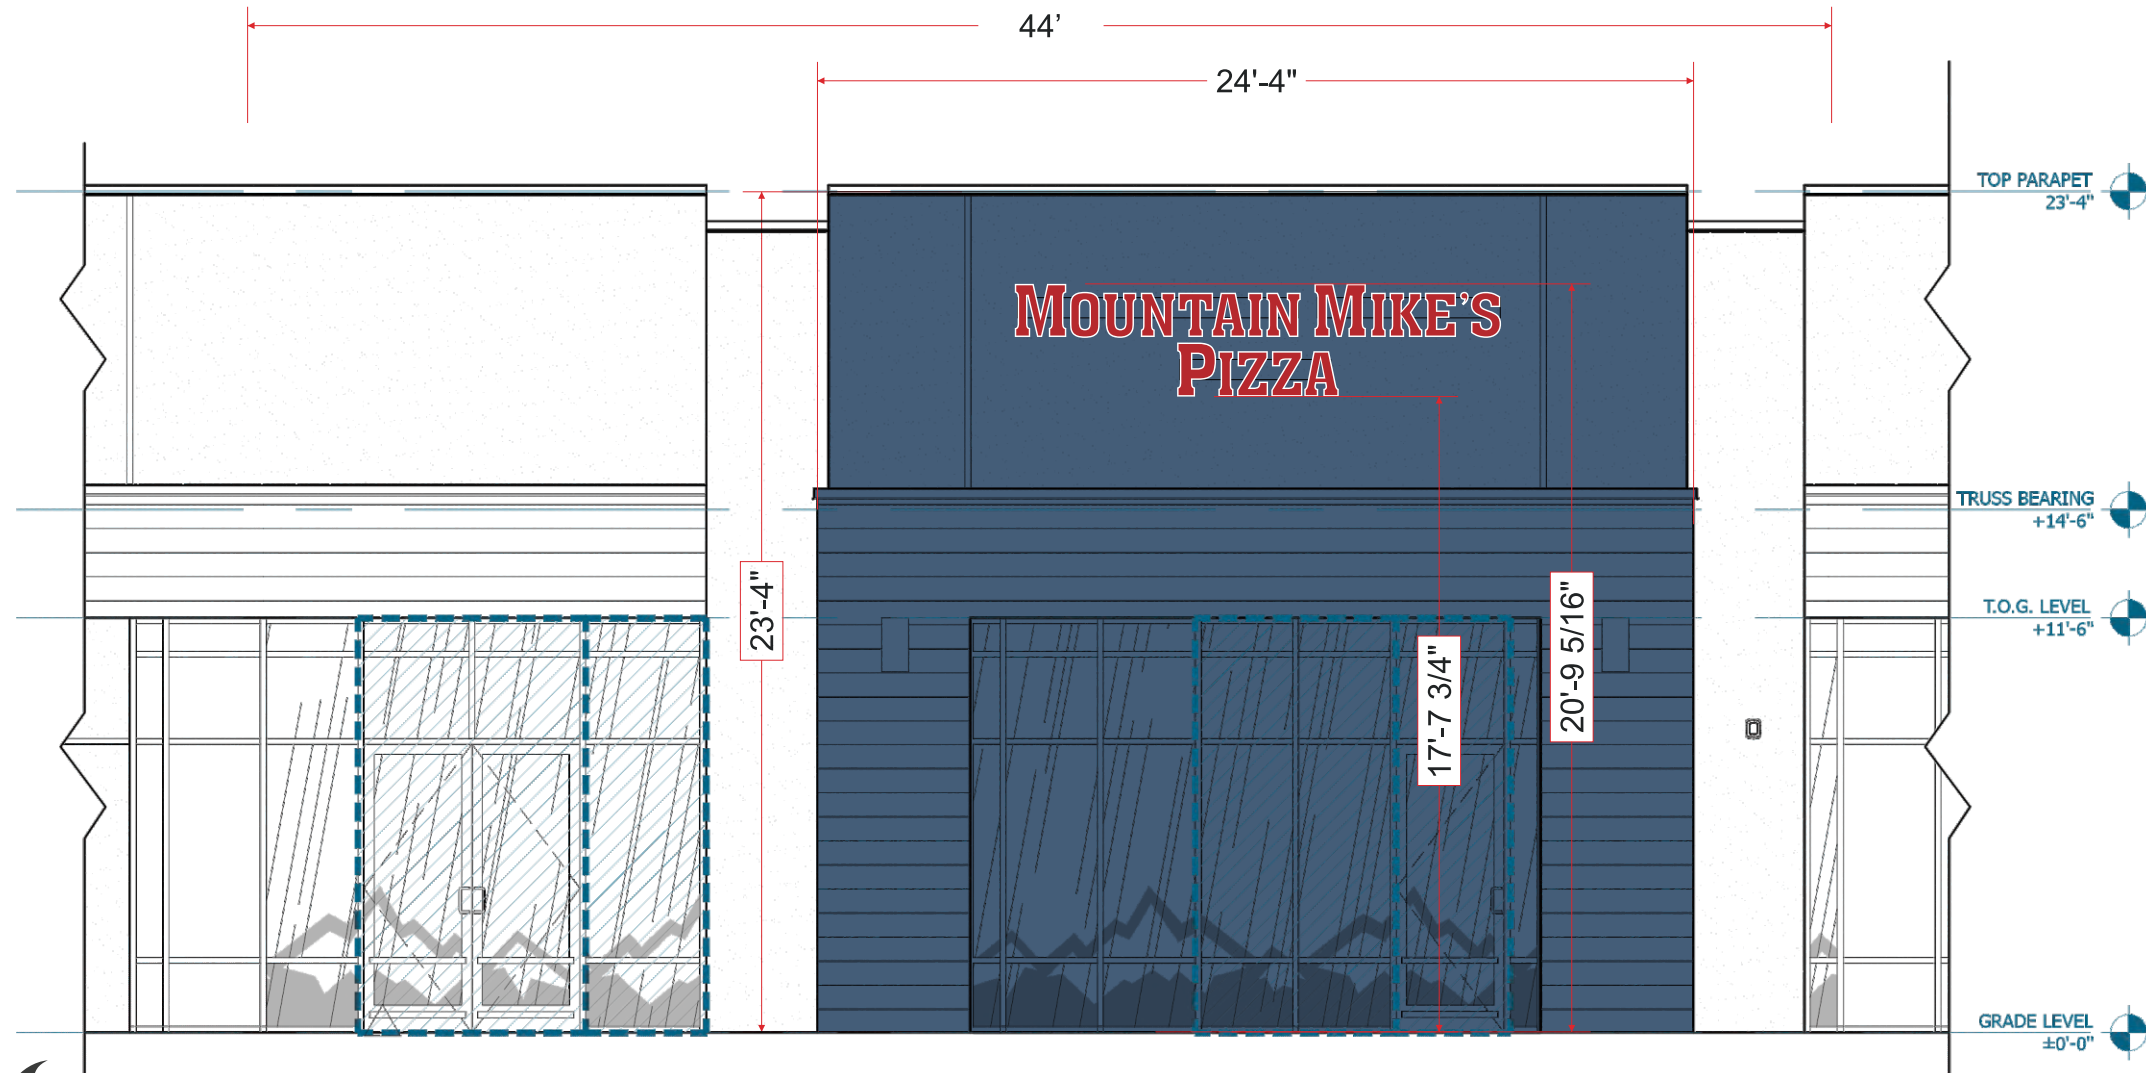 44’
24'-4"
TOP PARAPET
23'-4"
MOUNTAIN MIKE'S
PIZZA
TRUSS BEARING
+14'-6"
T.O.G. LEVEL
+11'-6"
23'-4"
17'-7 3/4"
20'-9 5/16"
GRADE LEVEL
±0'-0"